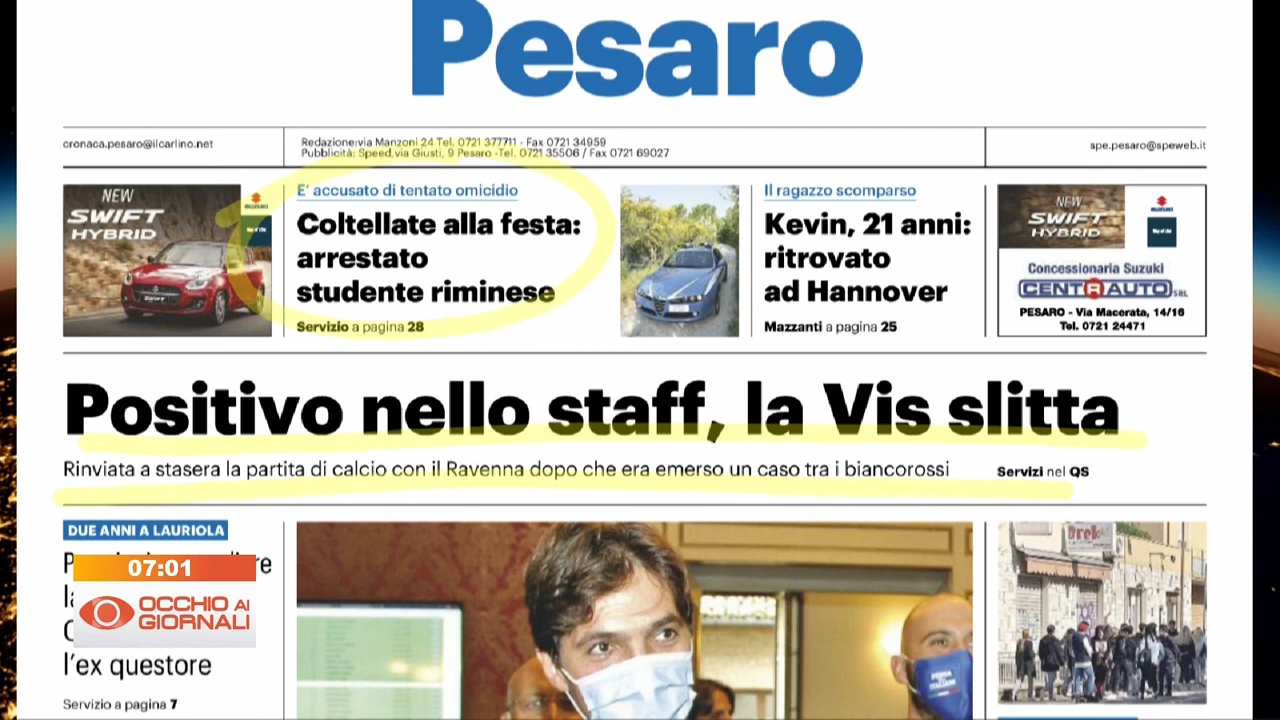 Pesaro
cronaca.pesaro@ilcarlino.net
Redazione:via Manzoni 24 Tel. 0721 377711 - Fax 0721 34959
Pubblicità: Speed,via Giusti, 9 Pesaro -Tel. 0721 35506 / Fax 0721 69027
spe.pesaro@speweb.it
NEW
SWIFT
HYBRID
SUZUKI
E' accusato di tentato omicidio
Coltellate alla festa:
arrestato
studente riminese
Servizio a pagina 28
Il ragazzo scomparso
Kevin, 21 anni:
ritrovato
ad Hannover
Mazzanti a pagina 25
NEW
SWIFT
HYBRID
SUZUKI
Concessionaria Suzuki
CENTRAUTO SRL
PESARO - Via Macerata, 14/16
Tel. 0721 24471
Positivo nello staff, la Vis slitta
Rinviata a stasera la partita di calcio con il Ravenna dopo che era emerso un caso tra i biancorossi
Servizi nel QS
DUE ANNI A LAURIOLA
07:01
OCCHIO AI
GIORNALI
l'ex questore
Servizio a pagina 7